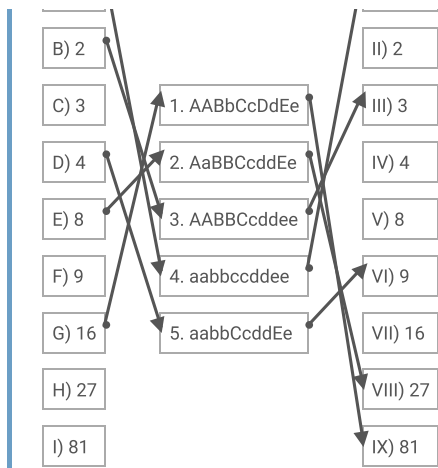 B) 2
II) 2
C) 3
1. AABbCcDdEe
III) 3
D) 4
2. AaBBCcddEe
IV) 4
E) 8
3. AABBCcddee
V) 8
F) 9
4. aabbccddee
VI) 9
G) 16
5. aabbCcddEe
VII) 16
H) 27
VIII) 27
I) 81
IX) 81